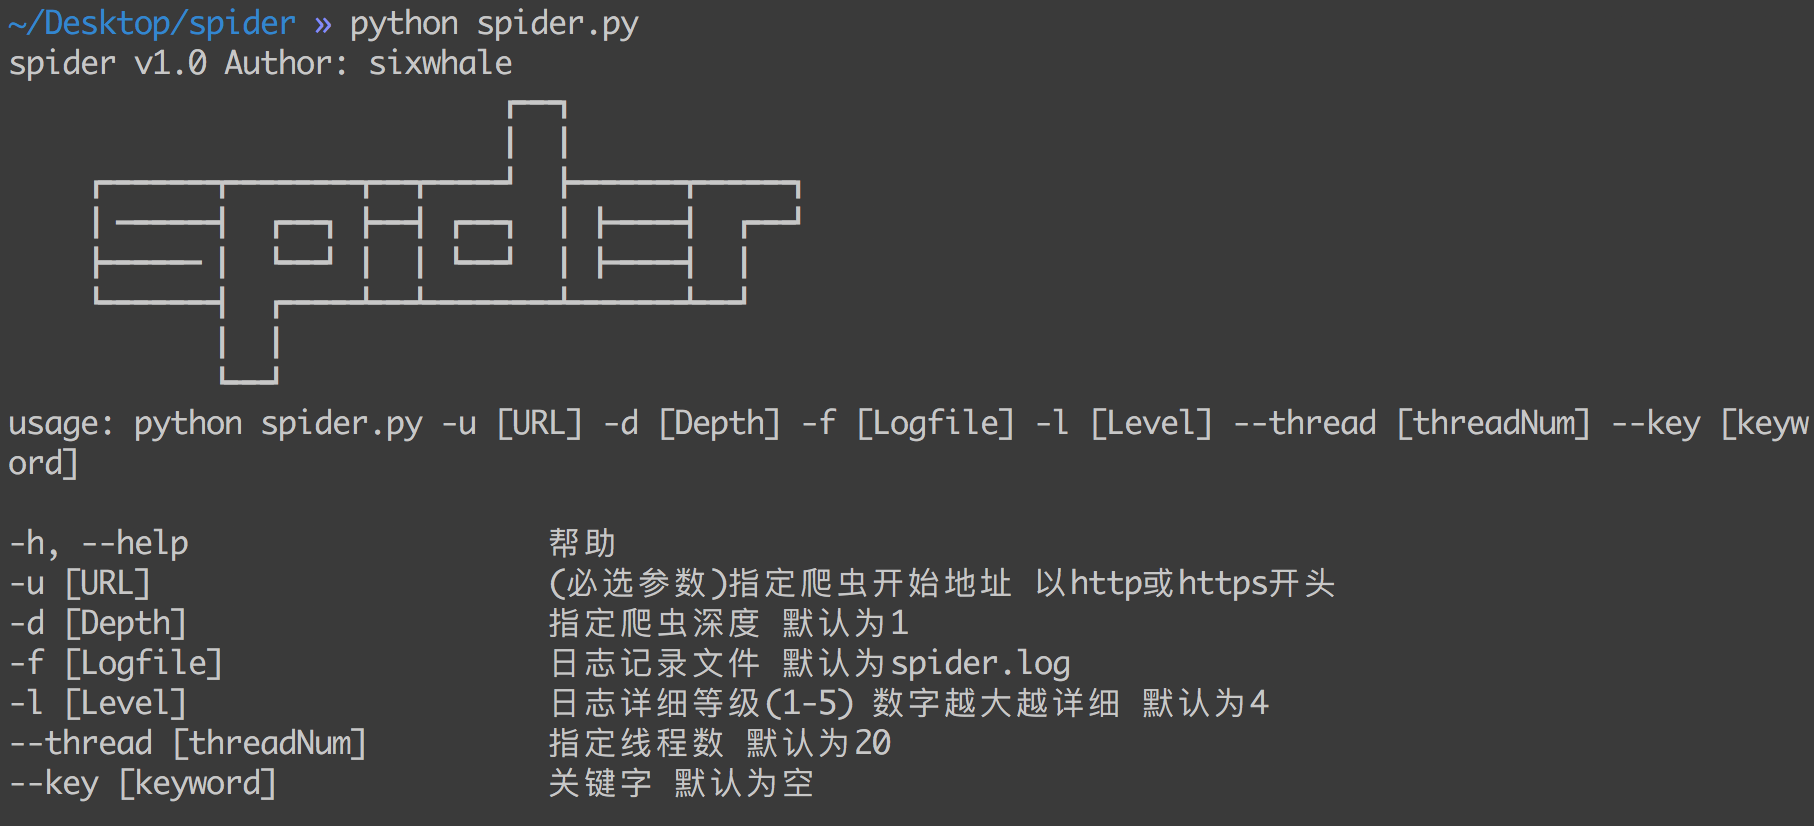 ~/Desktop/spider » python spider.py
spider v1.0 Author: sixwhale
spider
usage: python spider.py -u [URL] -d [Depth] -f [Logfile] -l [Level] --thread [threadNum] --key [keyw
ord]
-h, --help 帮助
-u [URL] (必选参数)指定爬虫开始地址 以http或https开头
-d [Depth] 指定爬虫深度 默认为1
-f [Logfile] 日志记录文件 默认为spider.log
-l [Level] 日志详细等级(1-5) 数字越大越详细 默认为4
--thread [threadNum] 指定线程数 默认为20
--key [keyword] 关键字 默认为空